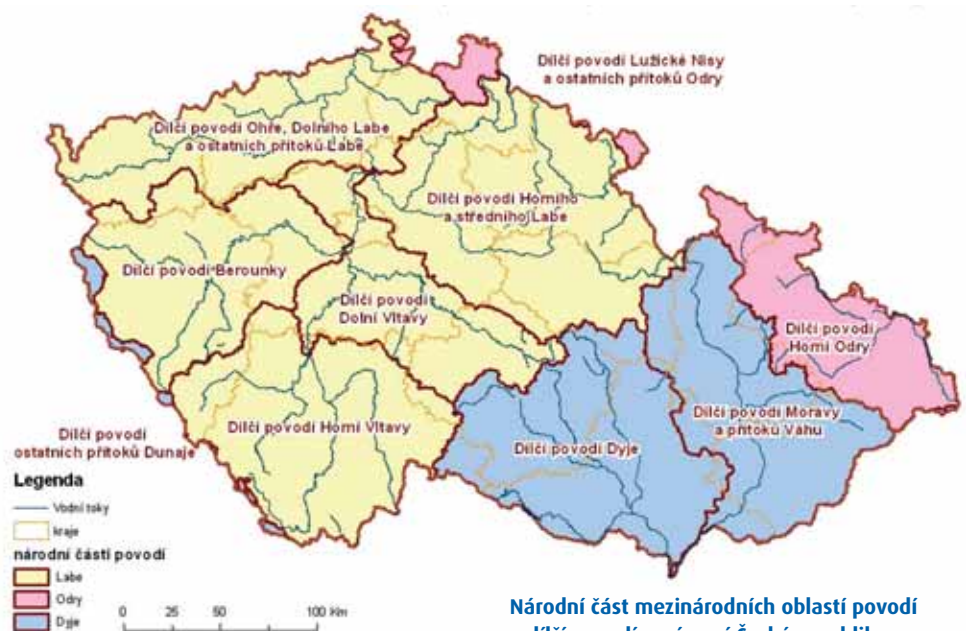 Dílčí povodí Lužické Nisy
a ostatních přítoků Odry
Dílčí povodí Ohře, Dolního Labe
a ostatních přítoků Labe
Dílčí povodí Horního
a středního Labe
Dílčí povodí Berounky
Dílčí povodí
Dolní Vltavy
Dílčí povodí
Horní Odry
Dílčí povodí Moravy
a přítoků Váhu
Dílčí povodí Horní Vltavy
Dílčí povodí Dyje
Dílčí povodí
ostatních přítoků Dunaje
Legenda
Vodní toky
kraje
národní části povodí
Labe
Odry
Dyje
0 25 50 100 Km
Národní část mezinárodních oblastí povodí